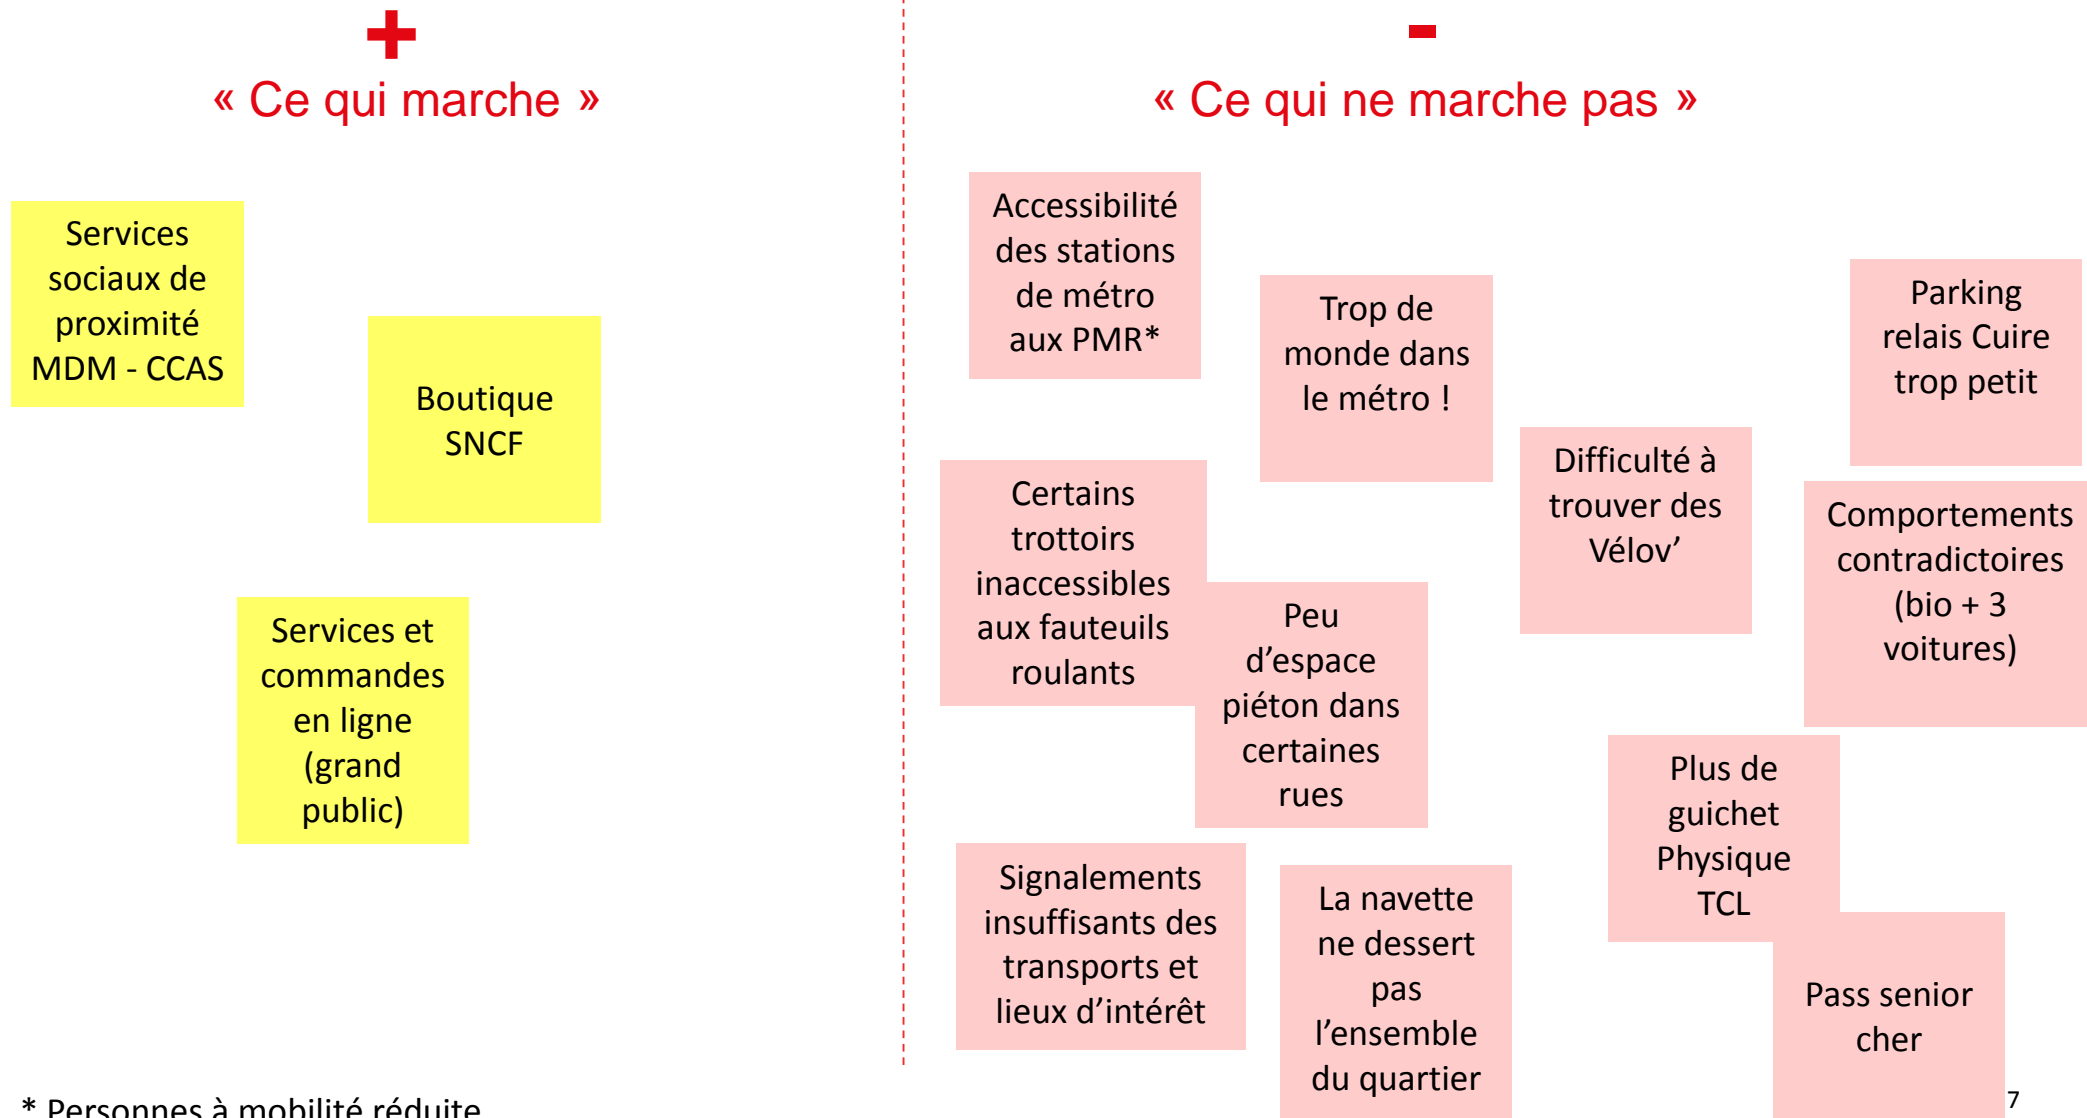 +
« Ce qui marche »
Services
sociaux de
proximité
MDM - CCAS
Boutique
SNCF
Services et
commandes
en ligne
(grand
public)
-
« Ce qui ne marche pas »
Accessibilité
des stations
de métro
aux PMR*
Trop de
monde dans
le métro !
Parking
relais Cuire
trop petit
Difficulté à
trouver des
Vélov’
Certains
trottoirs
inaccessibles
aux fauteuils
roulants
Comportements
contradictoires
(bio + 3
voitures)
Peu
d’espace
piéton dans
certaines
rues
Plus de
guichet
Physique
TCL
Signalements
insuffisants des
transports et
lieux d’intérêt
La navette
ne dessert
pas
l’ensemble
du quartier
Pass senior
cher
* Personnes à mobilité réduite
7